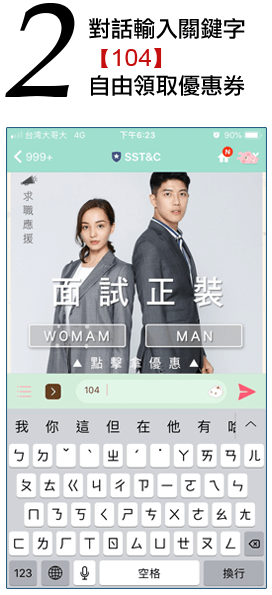 2
對話輸入關鍵字
【104】
自由領取優惠券
台灣大哥大 4G 下午6:23 90%
999+ SST&C N
求職應援
面試正裝
WOMAM MAN
▲點擊拿優惠▲
104
我 你 這 但 在 他 有
ㄅ ㄉ ˇ ˋ ㄓ ˊ ˙ ㄚ ㄞ ㄢ ㄦ
ㄆ ㄊ ㄍ ㄐ ㄔ ㄗ ㄧ ㄛ ㄟ ㄣ
ㄇ ㄋ ㄎ ㄑ ㄕ ㄘ ㄨ ㄜ ㄠ ㄤ
ㄈ ㄌ ㄏ ㄒ ㄖ ㄙ ㄩ ㄝ ㄡ ㄥ
123 空格 換行